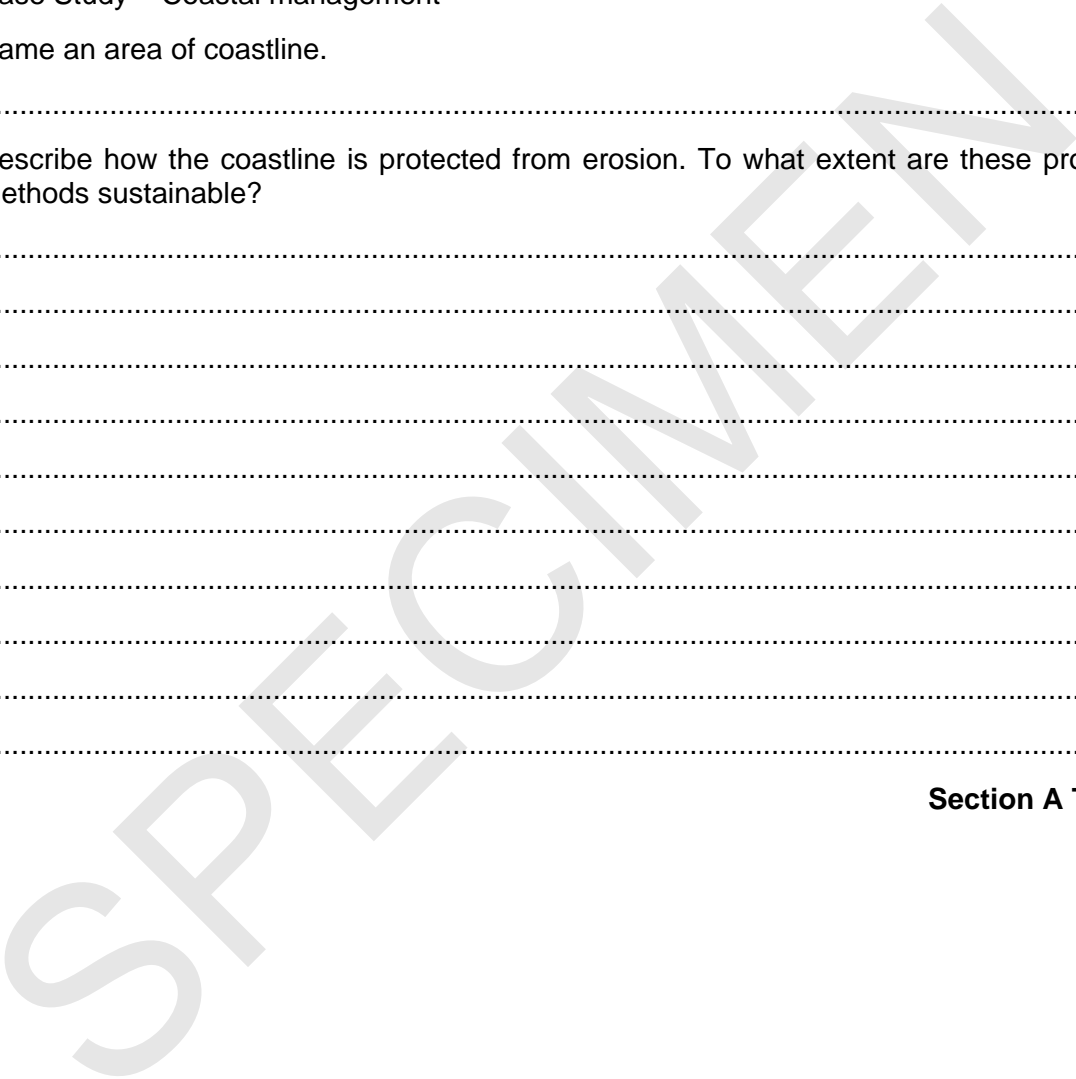 ase Study – Coastal management
ame an area of coastline.
....................................................................................................................................
escribe how the coastline is protected from erosion. To what extent are these pro
ethods sustainable?
....................................................................................................................................
....................................................................................................................................
....................................................................................................................................
....................................................................................................................................
....................................................................................................................................
....................................................................................................................................
....................................................................................................................................
....................................................................................................................................
....................................................................................................................................
....................................................................................................................................
Section A T
SPECIMEN